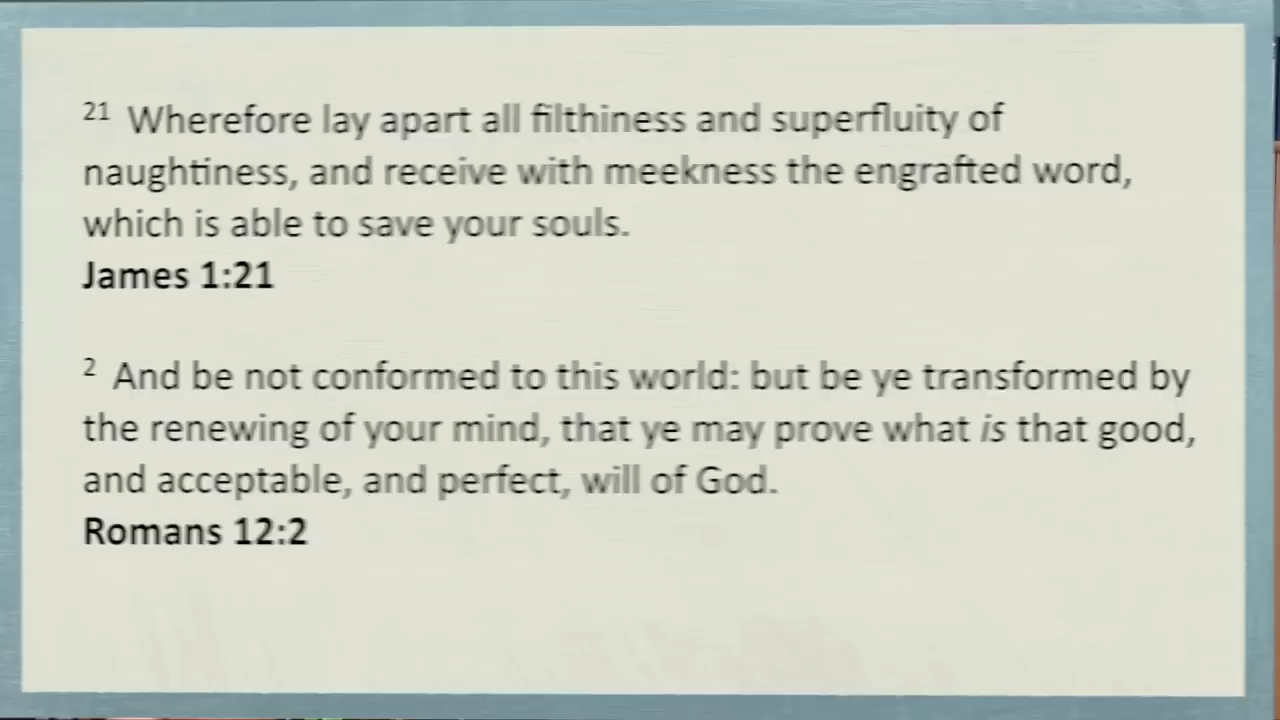 21 Wherefore lay apart all filthiness and superfluity of
naughtiness, and receive with meekness the engrafted word,
which is able to save your souls.
James 1:21
2 And be not conformed to this world: but be ye transformed by
the renewing of your mind, that ye may prove what is that good,
and acceptable, and perfect, will of God.
Romans 12:2